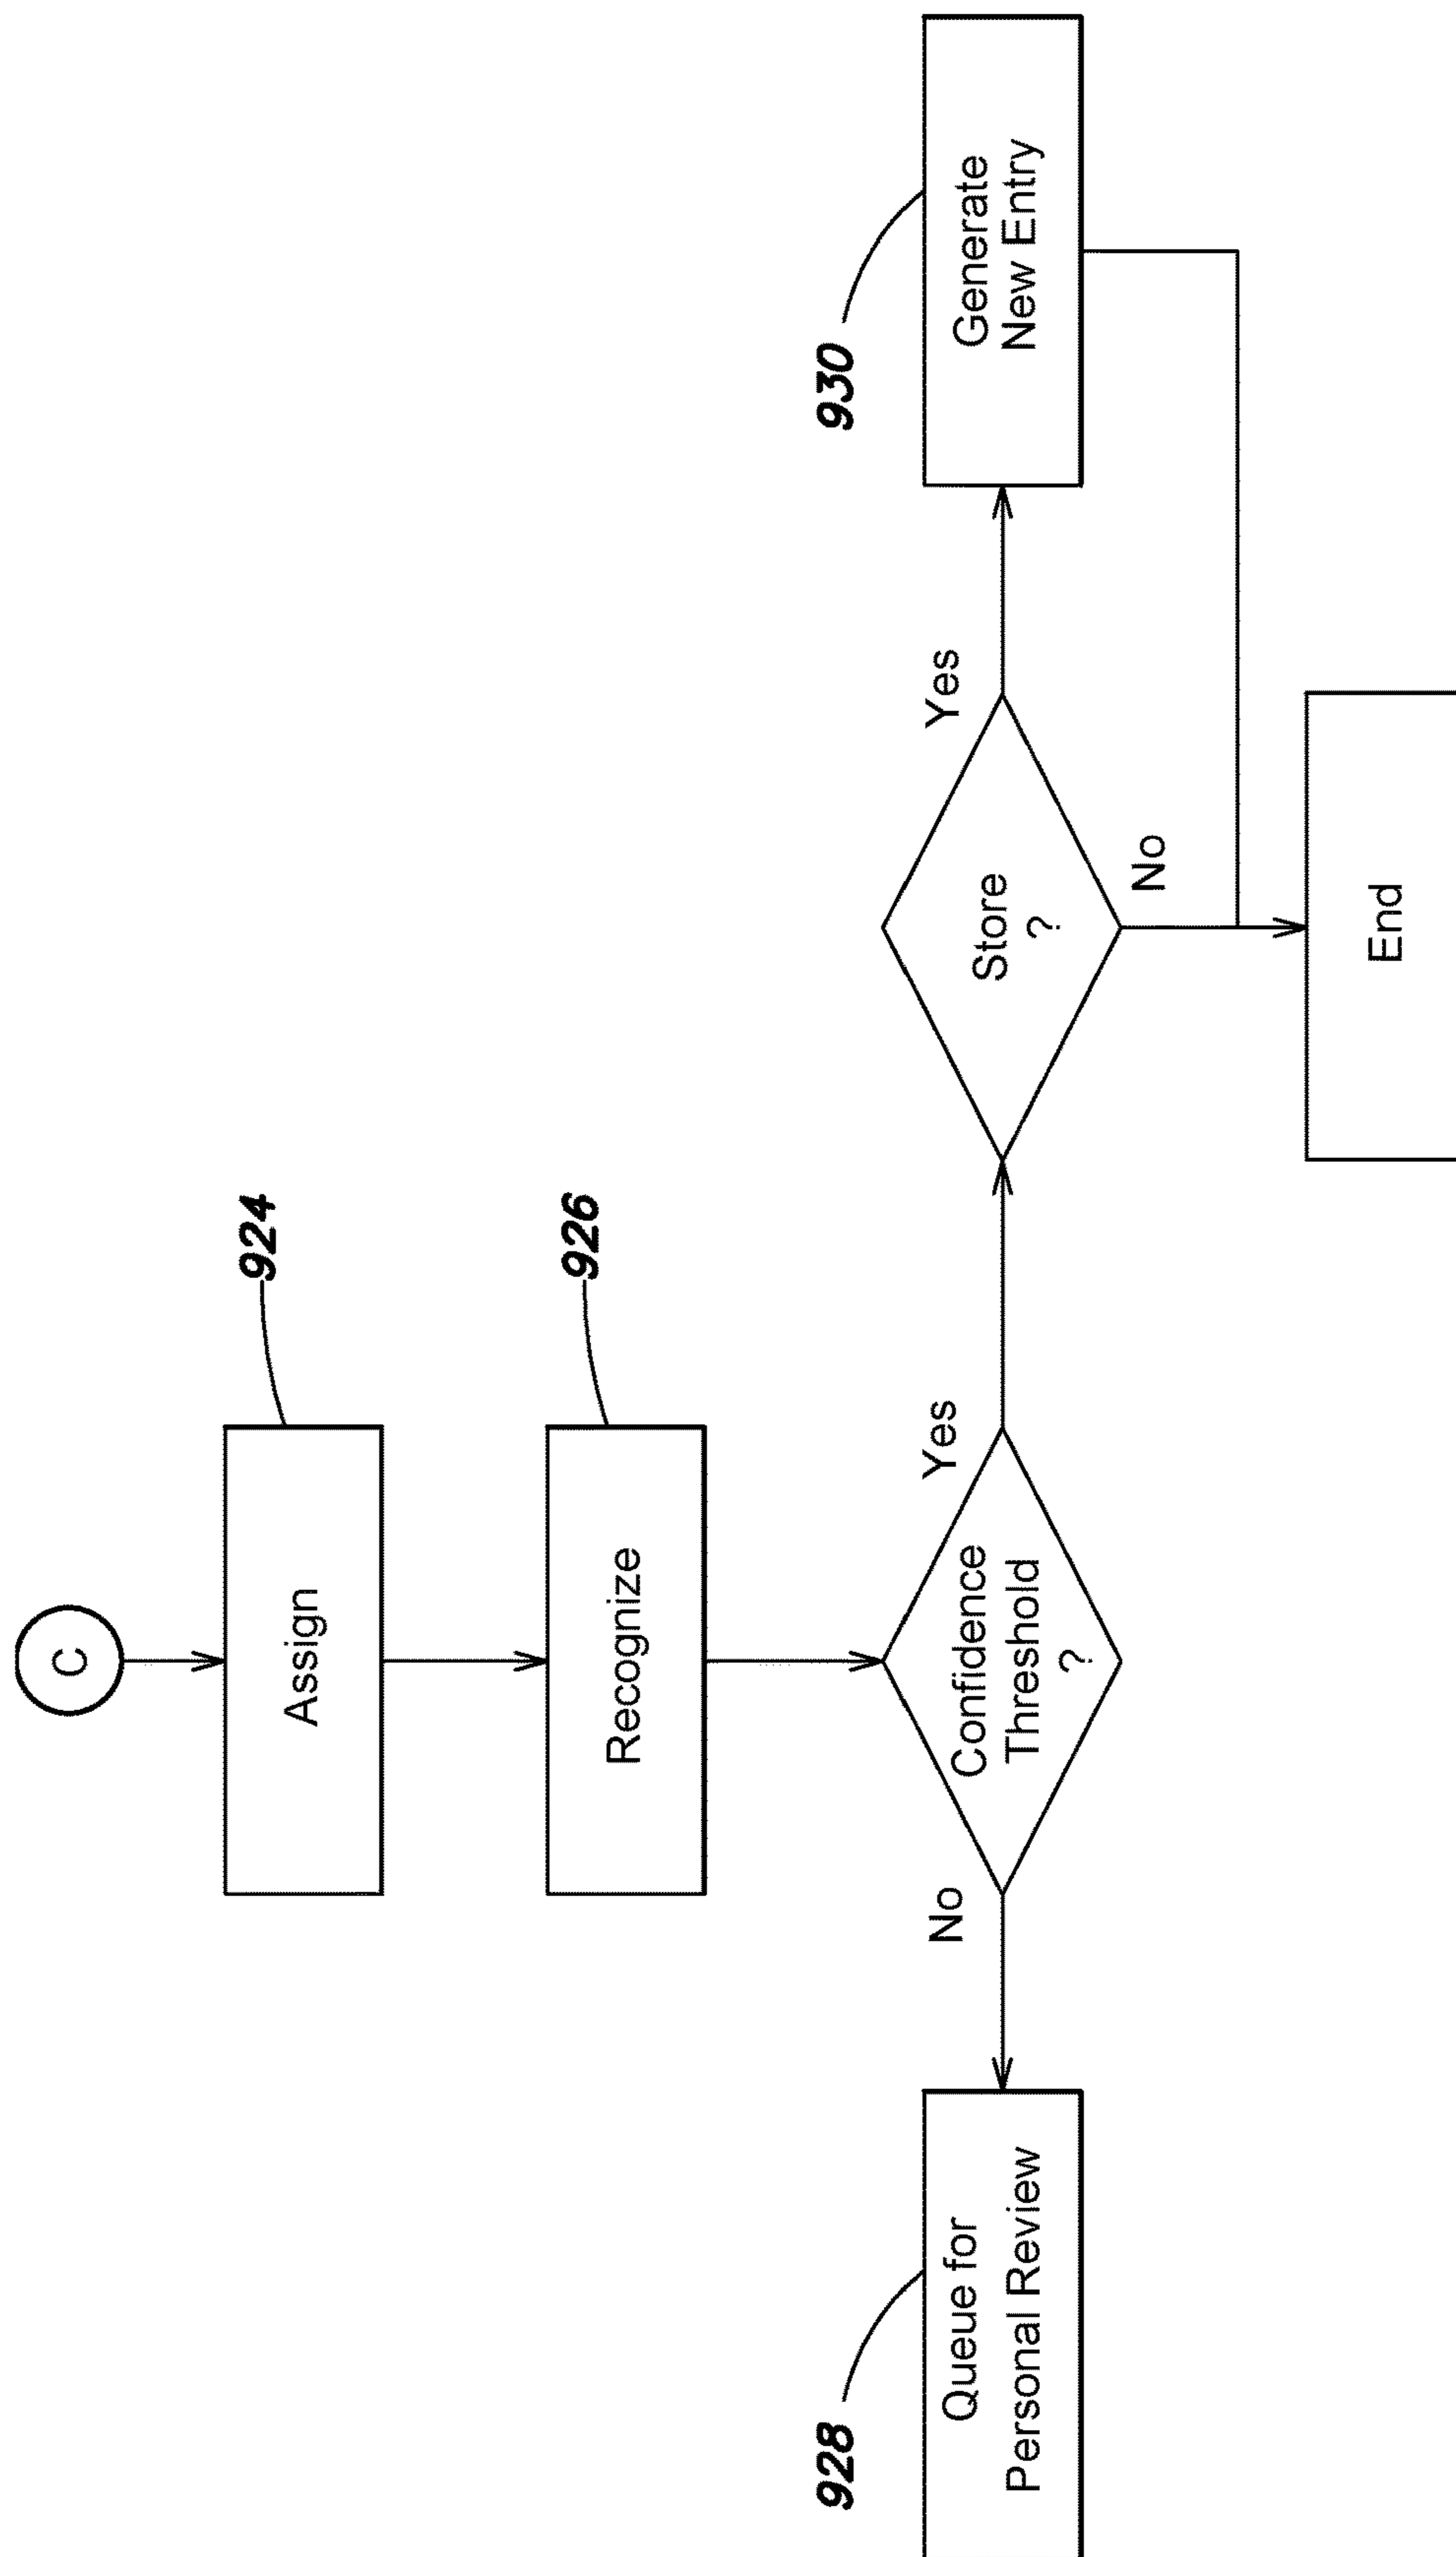 C
Assign
924
Recognize
926
Confidence
Threshold
?
No
Yes
Queue for
Personal Review
928
Store
?
Yes
No
Generate
New Entry
930
End